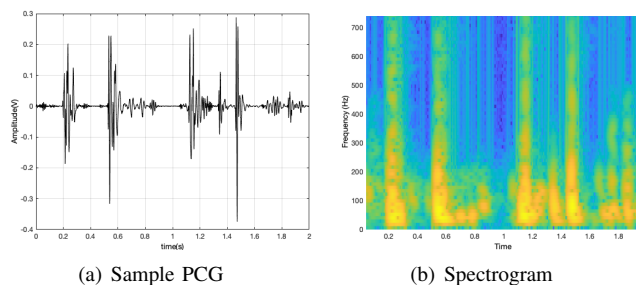 0.3
0.2
0.1
0
-0.1
-0.2
-0.3
-0.4
Amplitude(V)
0 0.2 0.4 0.6 0.8 1 1.2 1.4 1.6 1.8 2
time(s)
(a) Sample PCG
700
600
500
400
300
200
100
0
Frequency (Hz)
0.2 0.4 0.6 0.8 1 1.2 1.4 1.6 1.8
Time
(b) Spectrogram